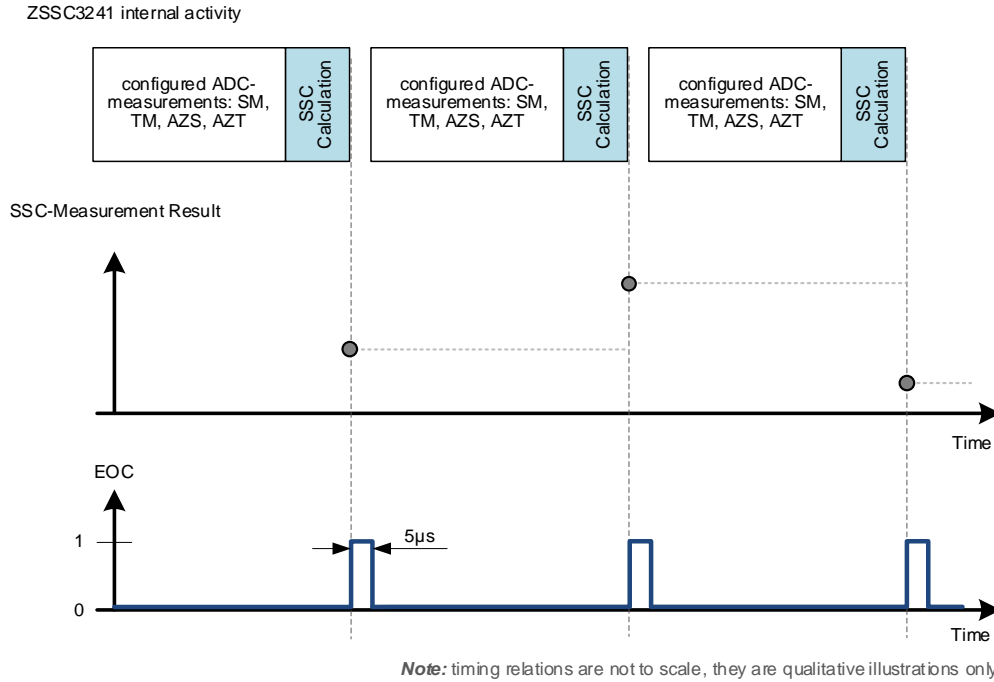 ZSSC3241 internal activity
configured ADC-
measurements: SM,
TM, AZS, AZT
SSC
Calculation
configured ADC-
measurements: SM,
TM, AZS, AZT
SSC
Calculation
configured ADC-
measurements: SM,
TM, AZS, AZT
SSC
Calculation
SSC-Measurement Result
Time
EOC
1
5µs
0
Time
Note: timing relations are not to scale, they are qualitative illustrations only